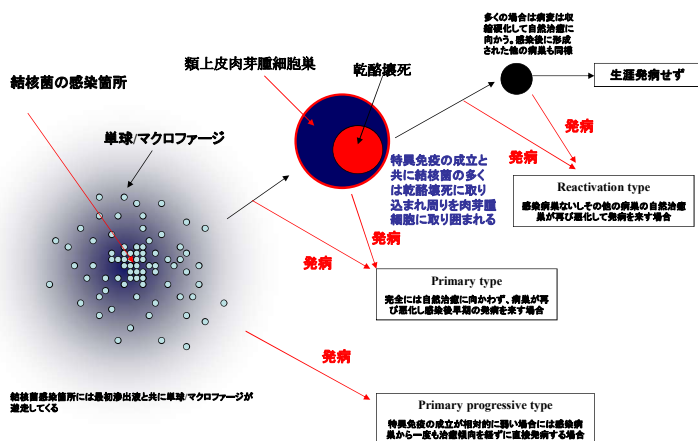 多くの場合は病変は収
縮硬化して自然治癒に
向かう。感染後に形成
された他の病巣も同様
類上皮肉芽腫細胞巣
乾酪壊死
生涯発病せず
結核菌の感染箇所
単球/マクロファージ
発病
発病
特異免疫の成立と
共に結核菌の多く
は乾酪壊死に取り
込まれ周りを肉芽腫
細胞に取り囲まれる
Reactivation type
感染病巣ないしその他の病巣の自然治癒
巣が再び悪化して発病を来す場合
発病
発病
Primary type
完全には自然治癒に向かわず、病巣が再
び悪化し感染後早期の発病を来す場合
発病
結核菌感染箇所には最初滲出液と共に単球/マクロファージが
遊走してくる
Primary progressive type
特異免疫の成立が相対的に弱い場合には感染病
巣から一度も治癒傾向を経ずに直接発病する場合